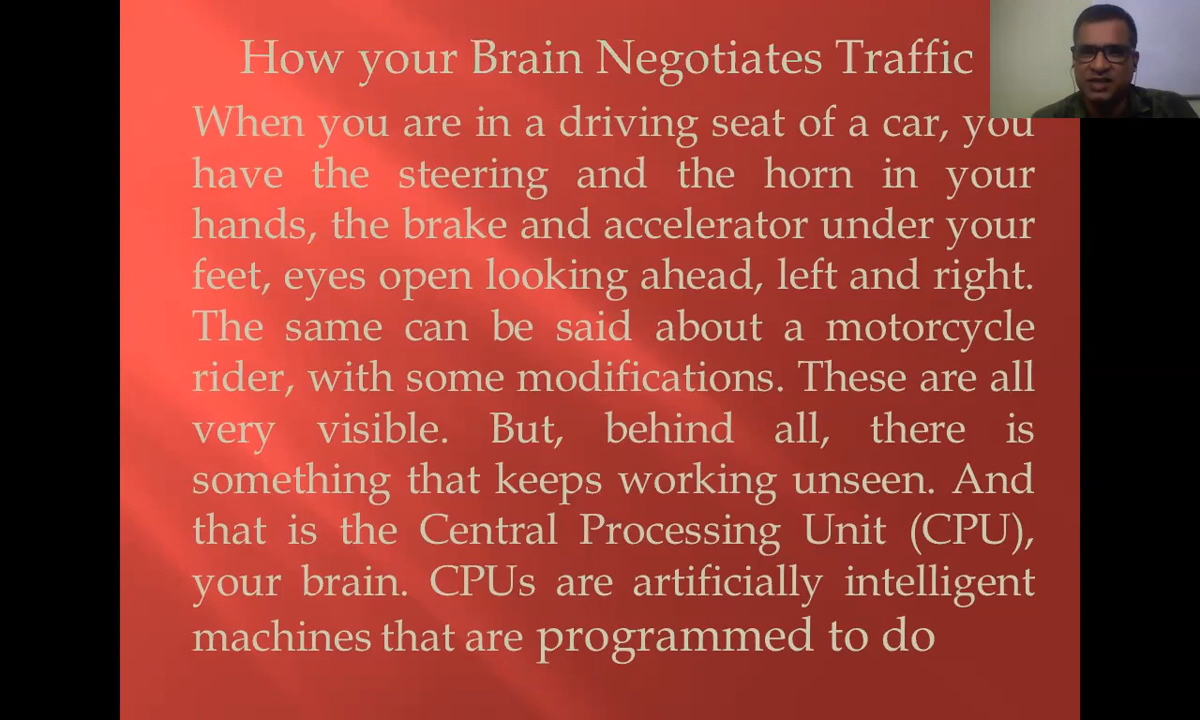 How your Brain Negotiates Traffic
When you are in a driving seat of a car, you
have the steering and the horn in your
hands, the brake and accelerator under your
feet, eyes open looking ahead, left and right.
The same can be said about a motorcycle
rider, with some modifications. These are all
very visible. But, behind all, there is
something that keeps working unseen. And
that is the Central Processing Unit (CPU),
your brain. CPUs are artificially intelligent
machines that are programmed to do